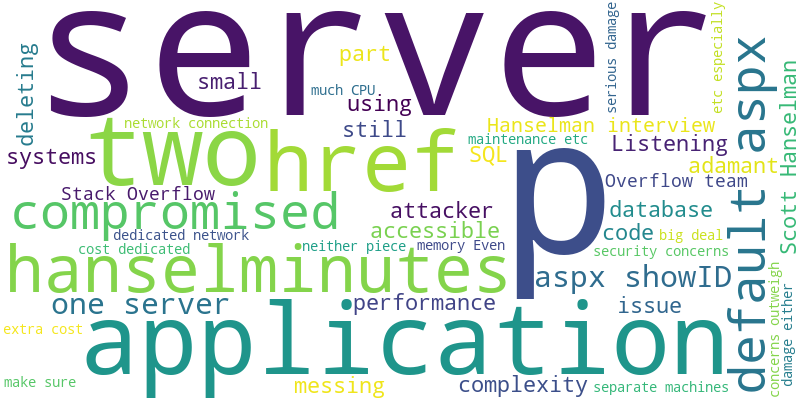 server
small
part
much CPU
using
network connection
still
Hanselman interview
maintenance etc
Listening
SQL
adamant
systems
two
href
p
Stack Overflow
attacker
Overflow team
compromised
accessible
database
dedicated network
code
big deal
cost dedicated
neither piece
memory Even
security concerns
hanselminutes
aspx showID
one server
performance
issue
extra cost
application
make sure
messing
complexity
separate machines
deleting
serious damage
etc especially
default aspx
Scott Hanselman
concerns outweigh
damage either